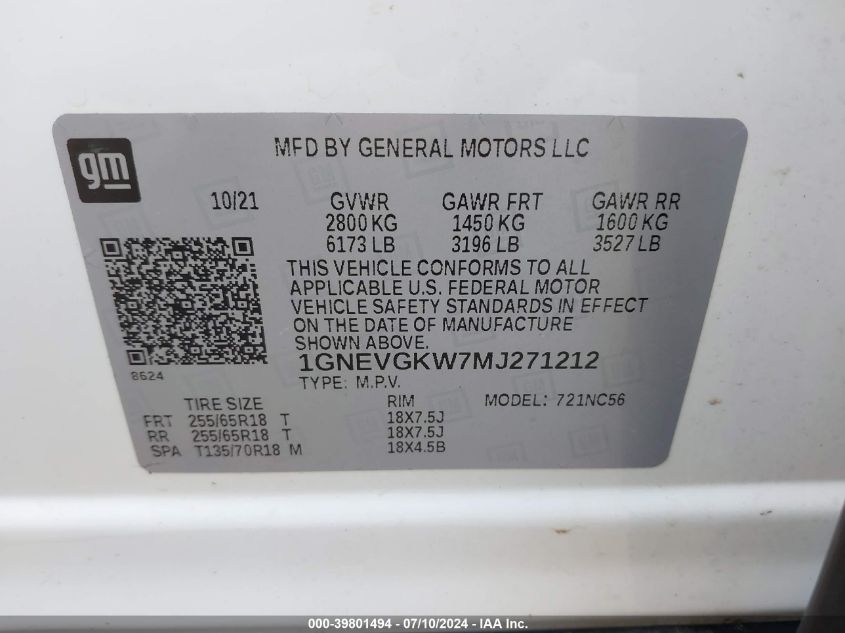 gm
MFD BY GENERAL MOTORS LLC
10/21 GVWR GAWR FRT GAWR RR
2800 KG 1450 KG 1600 KG
6173 LB 3196 LB 3527 LB
THIS VEHICLE CONFORMS TO ALL
APPLICABLE U.S. FEDERAL MOTOR
VEHICLE SAFETY STANDARDS IN EFFECT
ON THE DATE OF MANUFACTURE
SHOWN ABOVE.
8624
1GNEVGKW7MJ271212
TYPE: M.P.V.
TIRE SIZE RIM MODEL: 721NC56
FRT 255/65R18 T 18X7.5J
RR 255/65R18 T 18X7.5J
SPA T135/70R18 M 18X4.5B
000-39801494 - 07/10/2024 - IAA Inc.